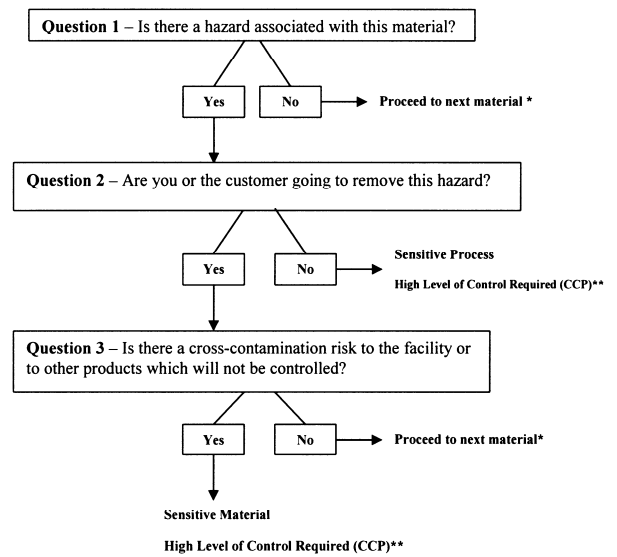 Question 1 – Is there a hazard associated with this material?
Yes
No
Proceed to next material *
Question 2 – Are you or the customer going to remove this hazard?
Yes
No
Sensitive Process
High Level of Control Required (CCP)**
Question 3 – Is there a cross-contamination risk to the facility or
to other products which will not be controlled?
Yes
No
Proceed to next material*
Sensitive Material
High Level of Control Required (CCP)**